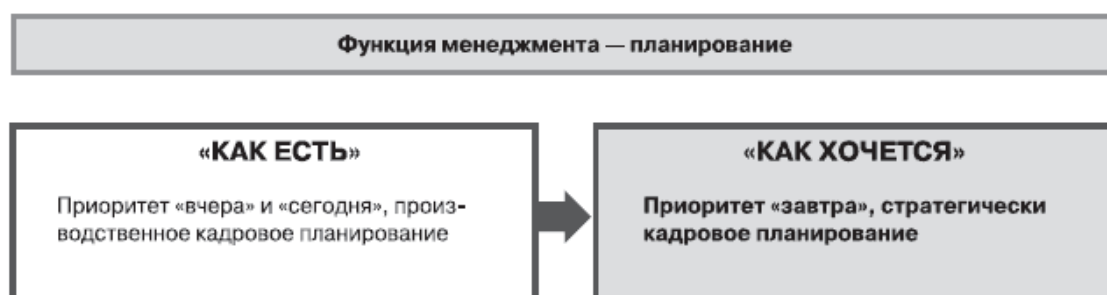 Функция менеджмента — планирование
«КАК ЕСТЬ»
Приоритет «вчера» и «сегодня», произ-
водственное кадровое планирование
«КАК ХОЧЕТСЯ»
Приоритет «завтра», стратегически
кадровое планирование